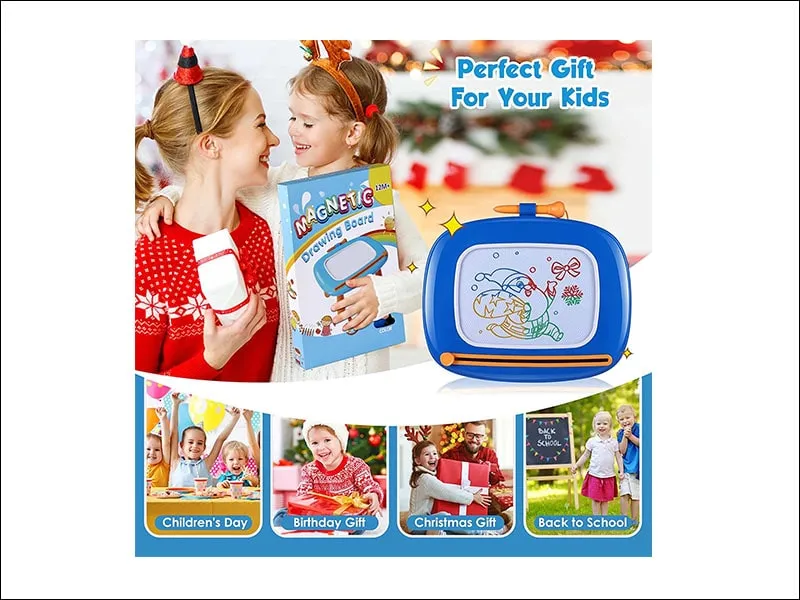 Perfect Gift
For Your Kids
12M+
MAGNETIC
Drawing Board
COLOR
BACK
TO
SCHOOL
Children's Day
Birthday Gift
Christmas Gift
Back to School